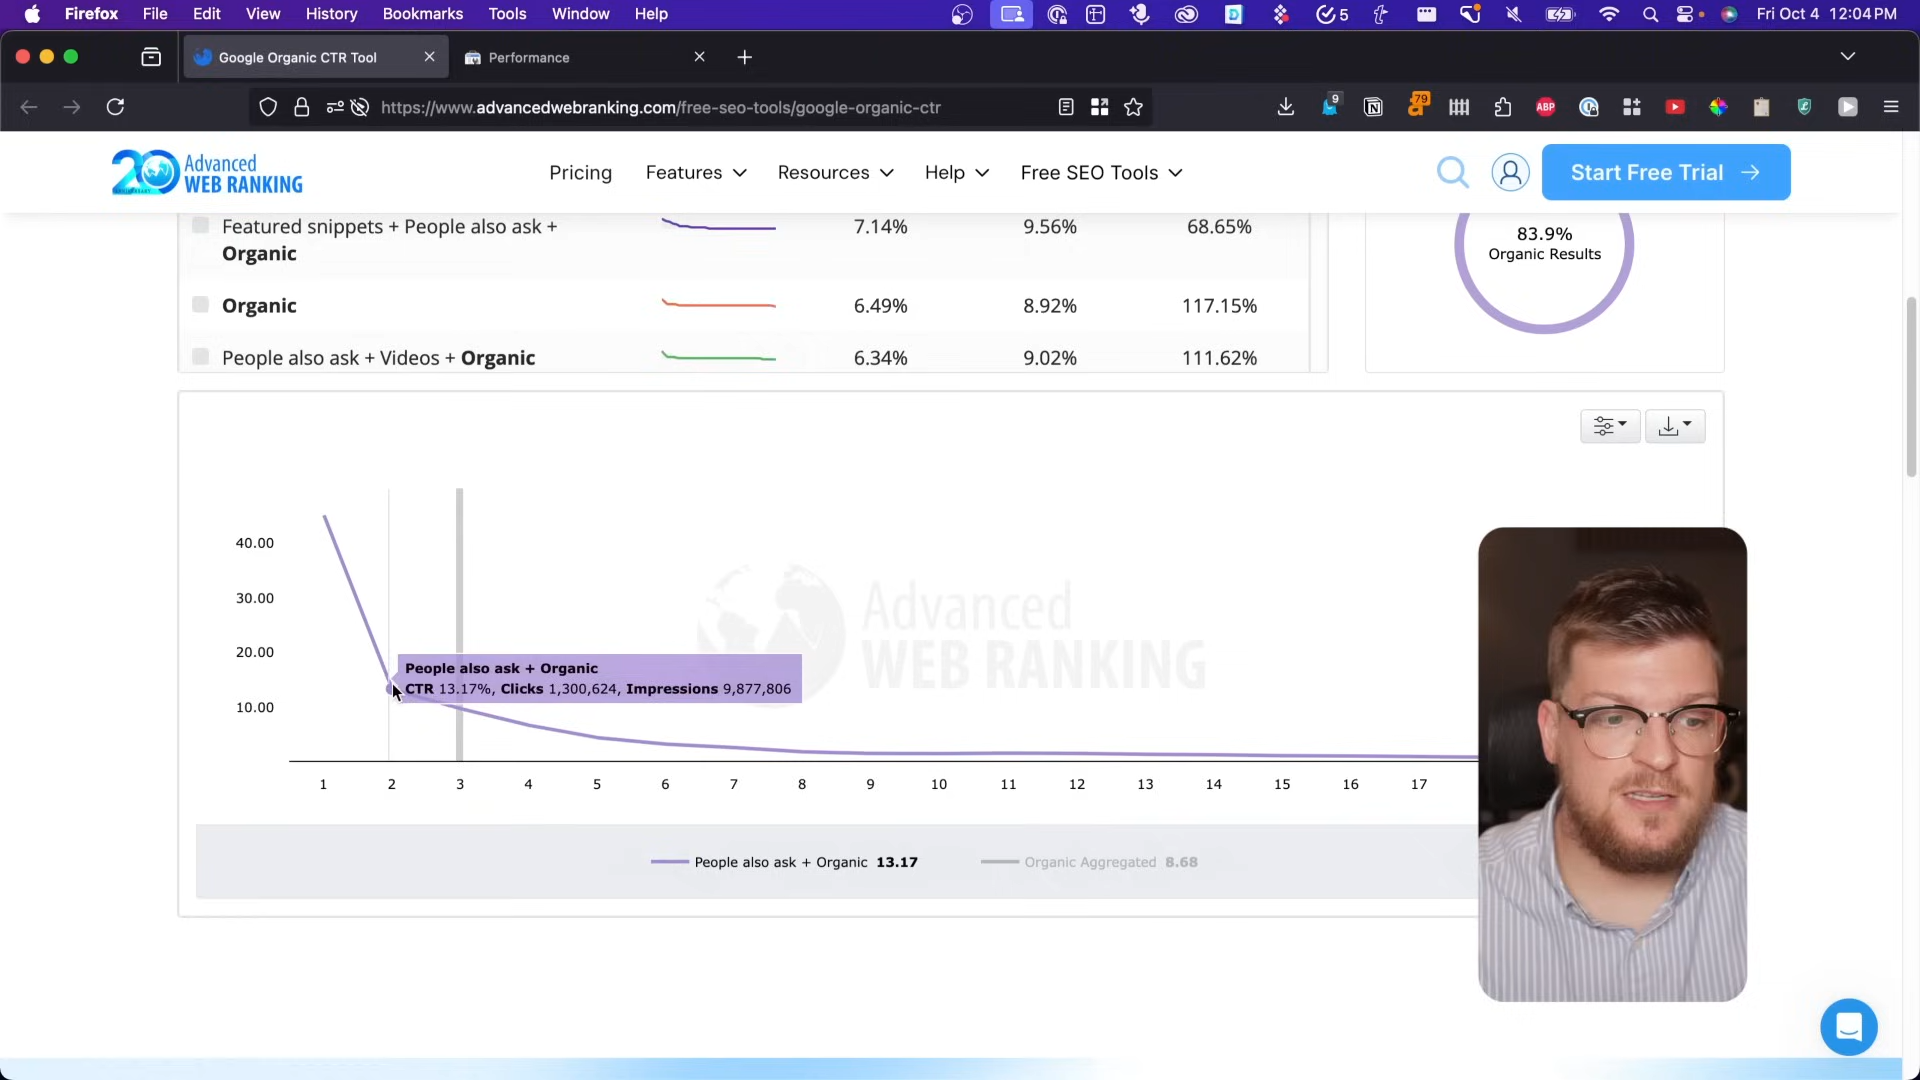 Firefox File Edit View History Bookmarks Tools Window Help 5 Fri Oct 4 12:04 PM
Google Organic CTR Tool Performance
https://www.advancedwebranking.com/free-seo-tools/google-organic-ctr 9 79 ABP
20 Advanced WEB RANKING Pricing Features Resources Help Free SEO Tools Start Free Trial
Featured snippets + People also ask + 7.14% 9.56% 68.65%
Organic
83.9%
Organic Results
Organic 6.49% 8.92% 117.15%
People also ask + Videos + Organic 6.34% 9.02% 111.62%
40.00
30.00
20.00
10.00
Advanced
WEB RANKING
People also ask + Organic
CTR 13.17%, Clicks 1,300,624, Impressions 9,877,806
1 2 3 4 5 6 7 8 9 10 11 12 13 14 15 16 17
People also ask + Organic 13.17 Organic Aggregated 8.68